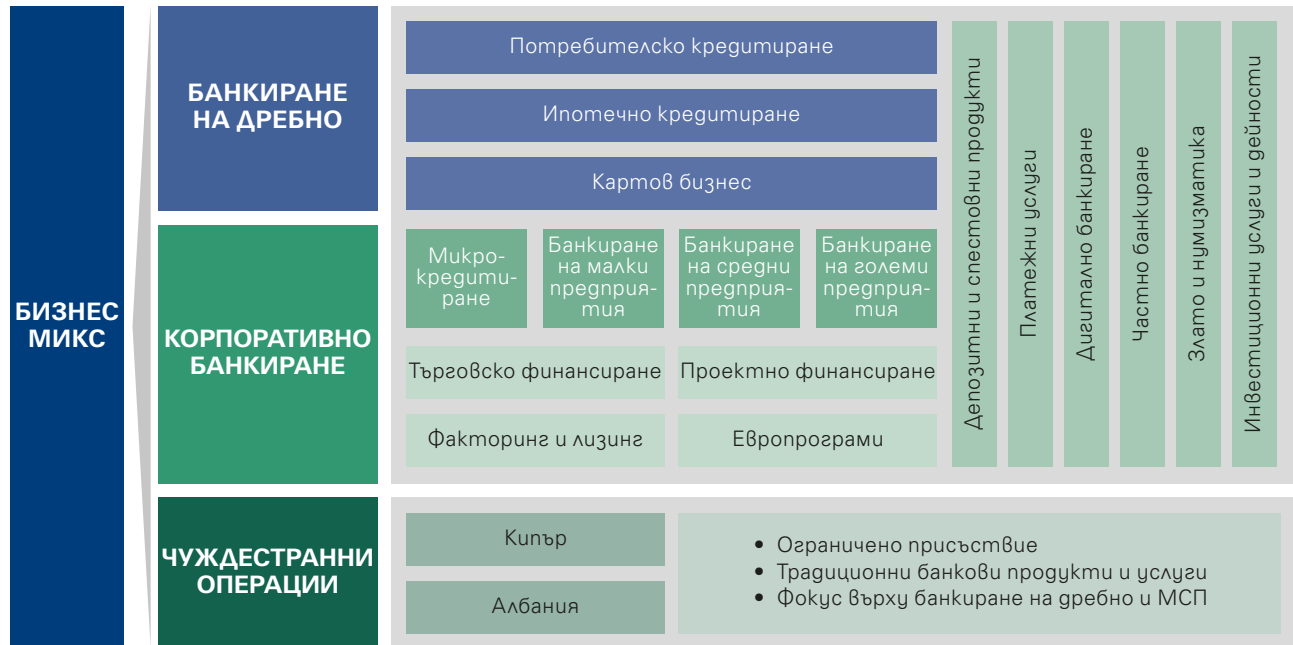 БИЗНЕС
МИКС
БАНКИРАНЕ
НА ДРЕБНО
Потребителско кредитиране
Ипотечно кредитиране
Картов бизнес
КОРПОРАТИВНО
БАНКИРАНЕ
Микро-
кредити-
ране
Банкиране
на малки
предприя-
тия
Банкиране
на средни
предприя-
тия
Банкиране
на големи
предприя-
тия
Търговско финансиране
Проектно финансиране
Факторинг и лизинг
Европрограми
Депозитни и спестовни продукти
Платежни услуги
Дигитално банкиране
Частно банкиране
Злато и нумизматика
Инвестиционни услуги и дейности
ЧУЖДЕСТРАННИ
ОПЕРАЦИИ
Кипър
Албания
• Ограничено присъствие
• Традиционни банкови продукти и услуги
• Фокус върху банкиране на дребно и МСП